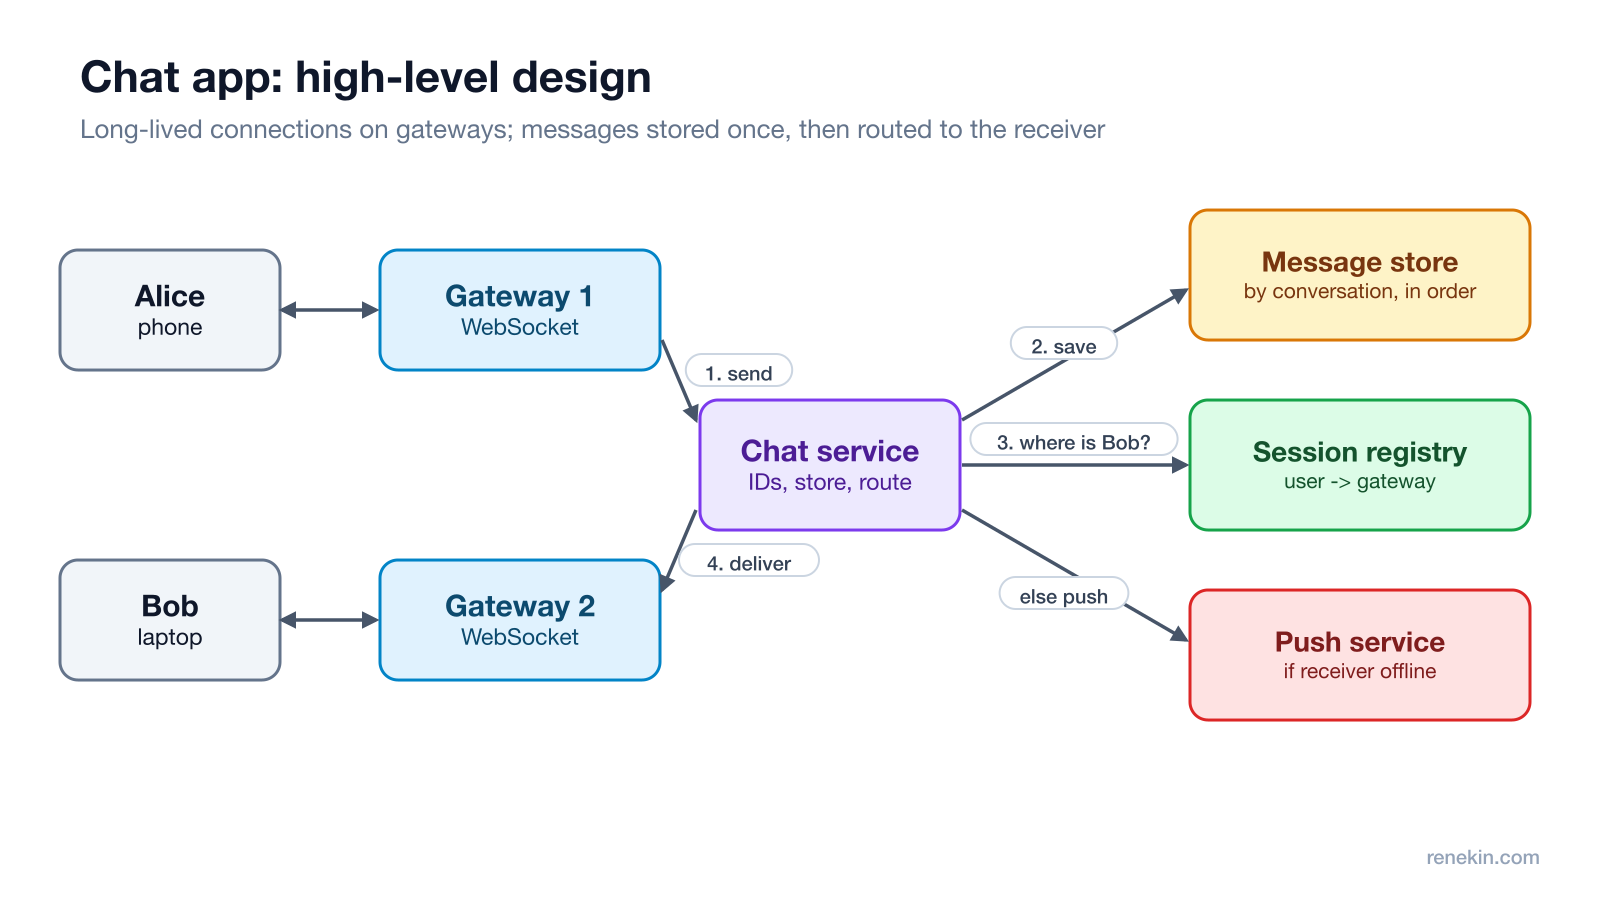 Chat app: high-level design
Long-lived connections on gateways; messages stored once, then routed to the receiver
Alice
phone
Gateway 1
WebSocket
1. send
Chat service
IDs, store, route
2. save
Message store
by conversation, in order
3. where is Bob?
Session registry
user -> gateway
4. deliver
Bob
laptop
Gateway 2
WebSocket
else push
Push service
if receiver offline
renekin.com